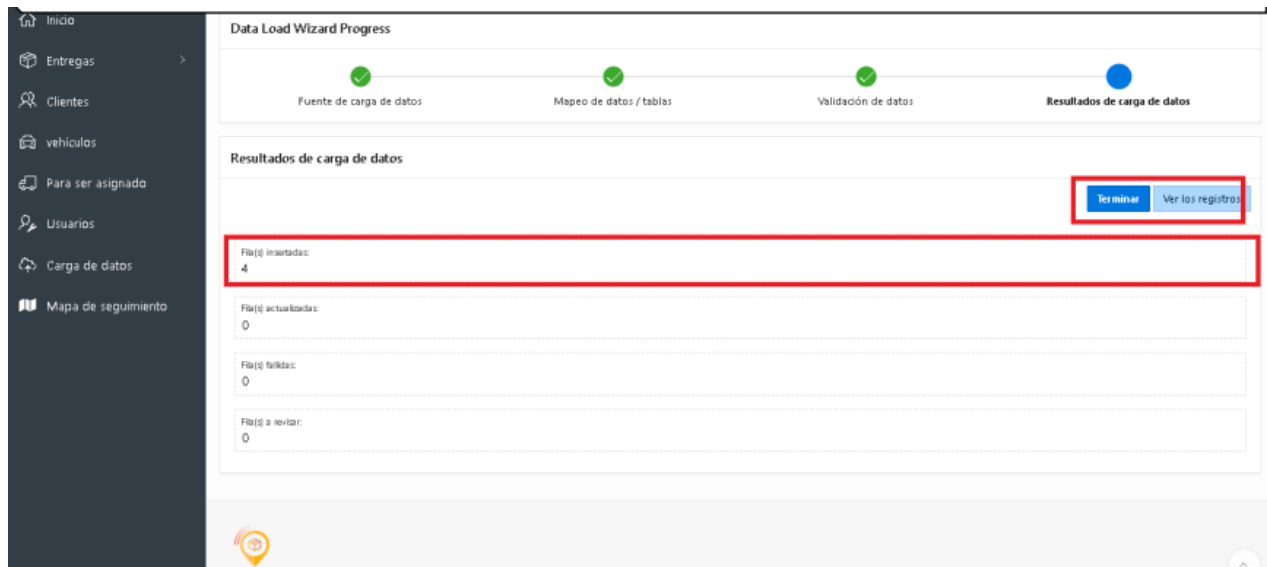 Inicio
Entregas
Clientes
vehiculos
Para ser asignado
Usuarios
Carga de datos
Mapa de seguimiento
Data Load Wizard Progress
Fuente de carga de datos
Mapeo de datos / tablas
Validación de datos
Resultados de carga de datos
Resultados de carga de datos
Terminar
Ver los registros
Fila(s) insertadas:
4
Fila(s) actualizadas:
0
Fila(s) fallidas:
0
Fila(s) a revisar:
0